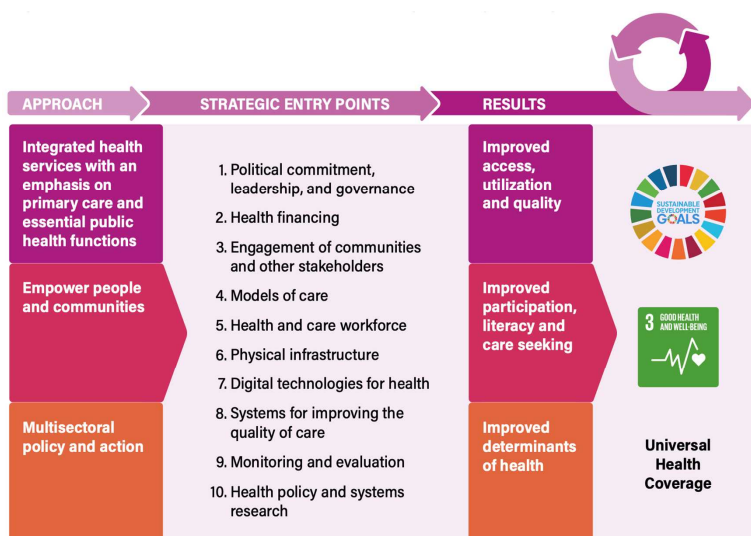 APPROACH
STRATEGIC ENTRY POINTS
RESULTS
Integrated health
services with an
emphasis on
primary care and
essential public
health functions
Empower people
and communities
Multisectoral
policy and action
1. Political commitment,
leadership, and governance
2. Health financing
3. Engagement of communities
and other stakeholders
4. Models of care
5. Health and care workforce
6. Physical infrastructure
7. Digital technologies for health
8. Systems for improving the
quality of care
9. Monitoring and evaluation
10. Health policy and systems
research
Improved
access,
utilization
and quality
Improved
participation,
literacy and
care seeking
Improved
determinants
of health
SUSTAINABLE
DEVELOPMENT
GOALS
3 GOOD HEALTH
AND WELL-BEING
Universal
Health
Coverage